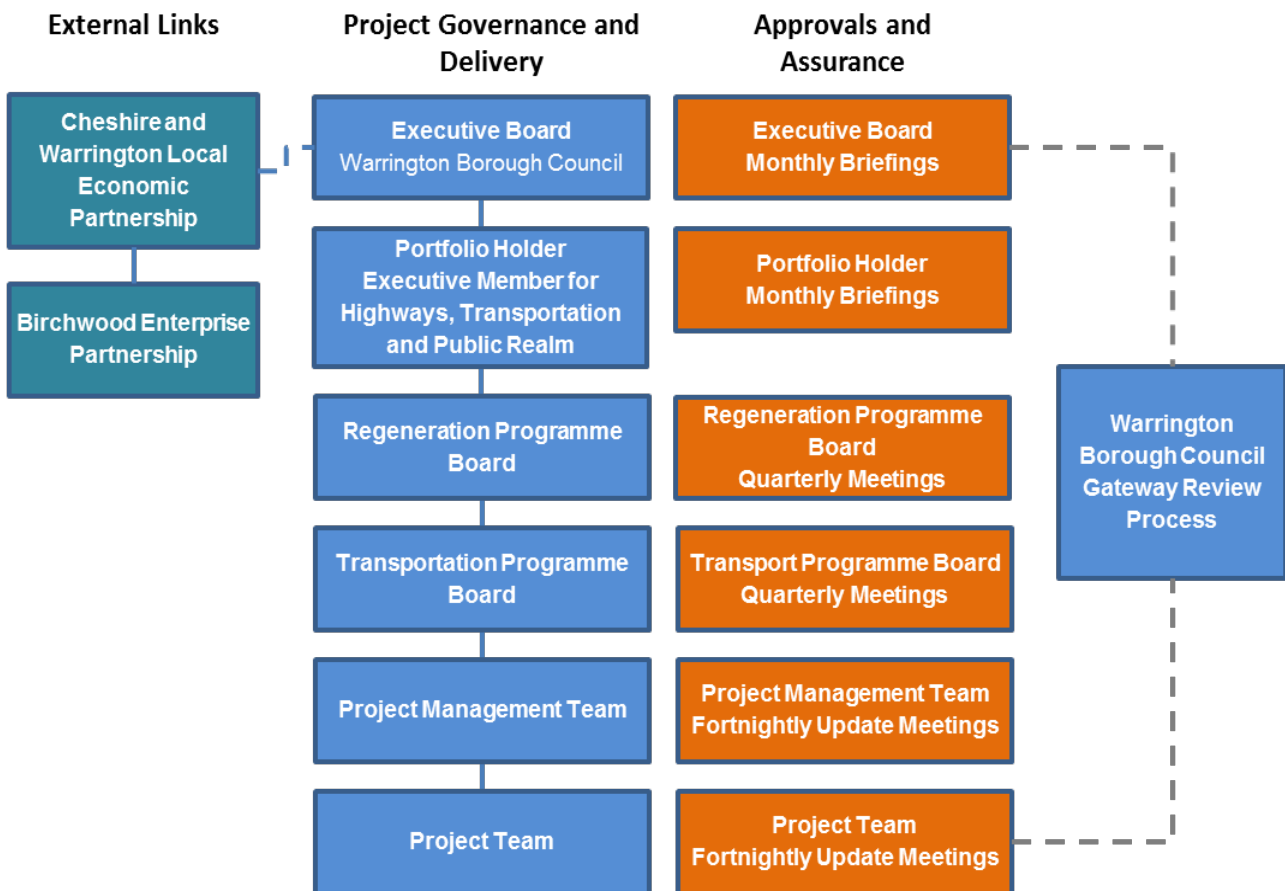 External Links
Project Governance and
Delivery
Approvals and
Assurance
Cheshire and
Warrington Local
Economic
Partnership
Birchwood Enterprise
Partnership
Executive Board
Warrington Borough Council
Portfolio Holder
Executive Member for
Highways, Transportation
and Public Realm
Regeneration Programme
Board
Transportation Programme
Board
Project Management Team
Project Team
Executive Board
Monthly Briefings
Portfolio Holder
Monthly Briefings
Regeneration Programme
Board
Quarterly Meetings
Transport Programme Board
Quarterly Meetings
Project Management Team
Fortnightly Update Meetings
Project Team
Fortnightly Update Meetings
Warrington
Borough Council
Gateway Review
Process